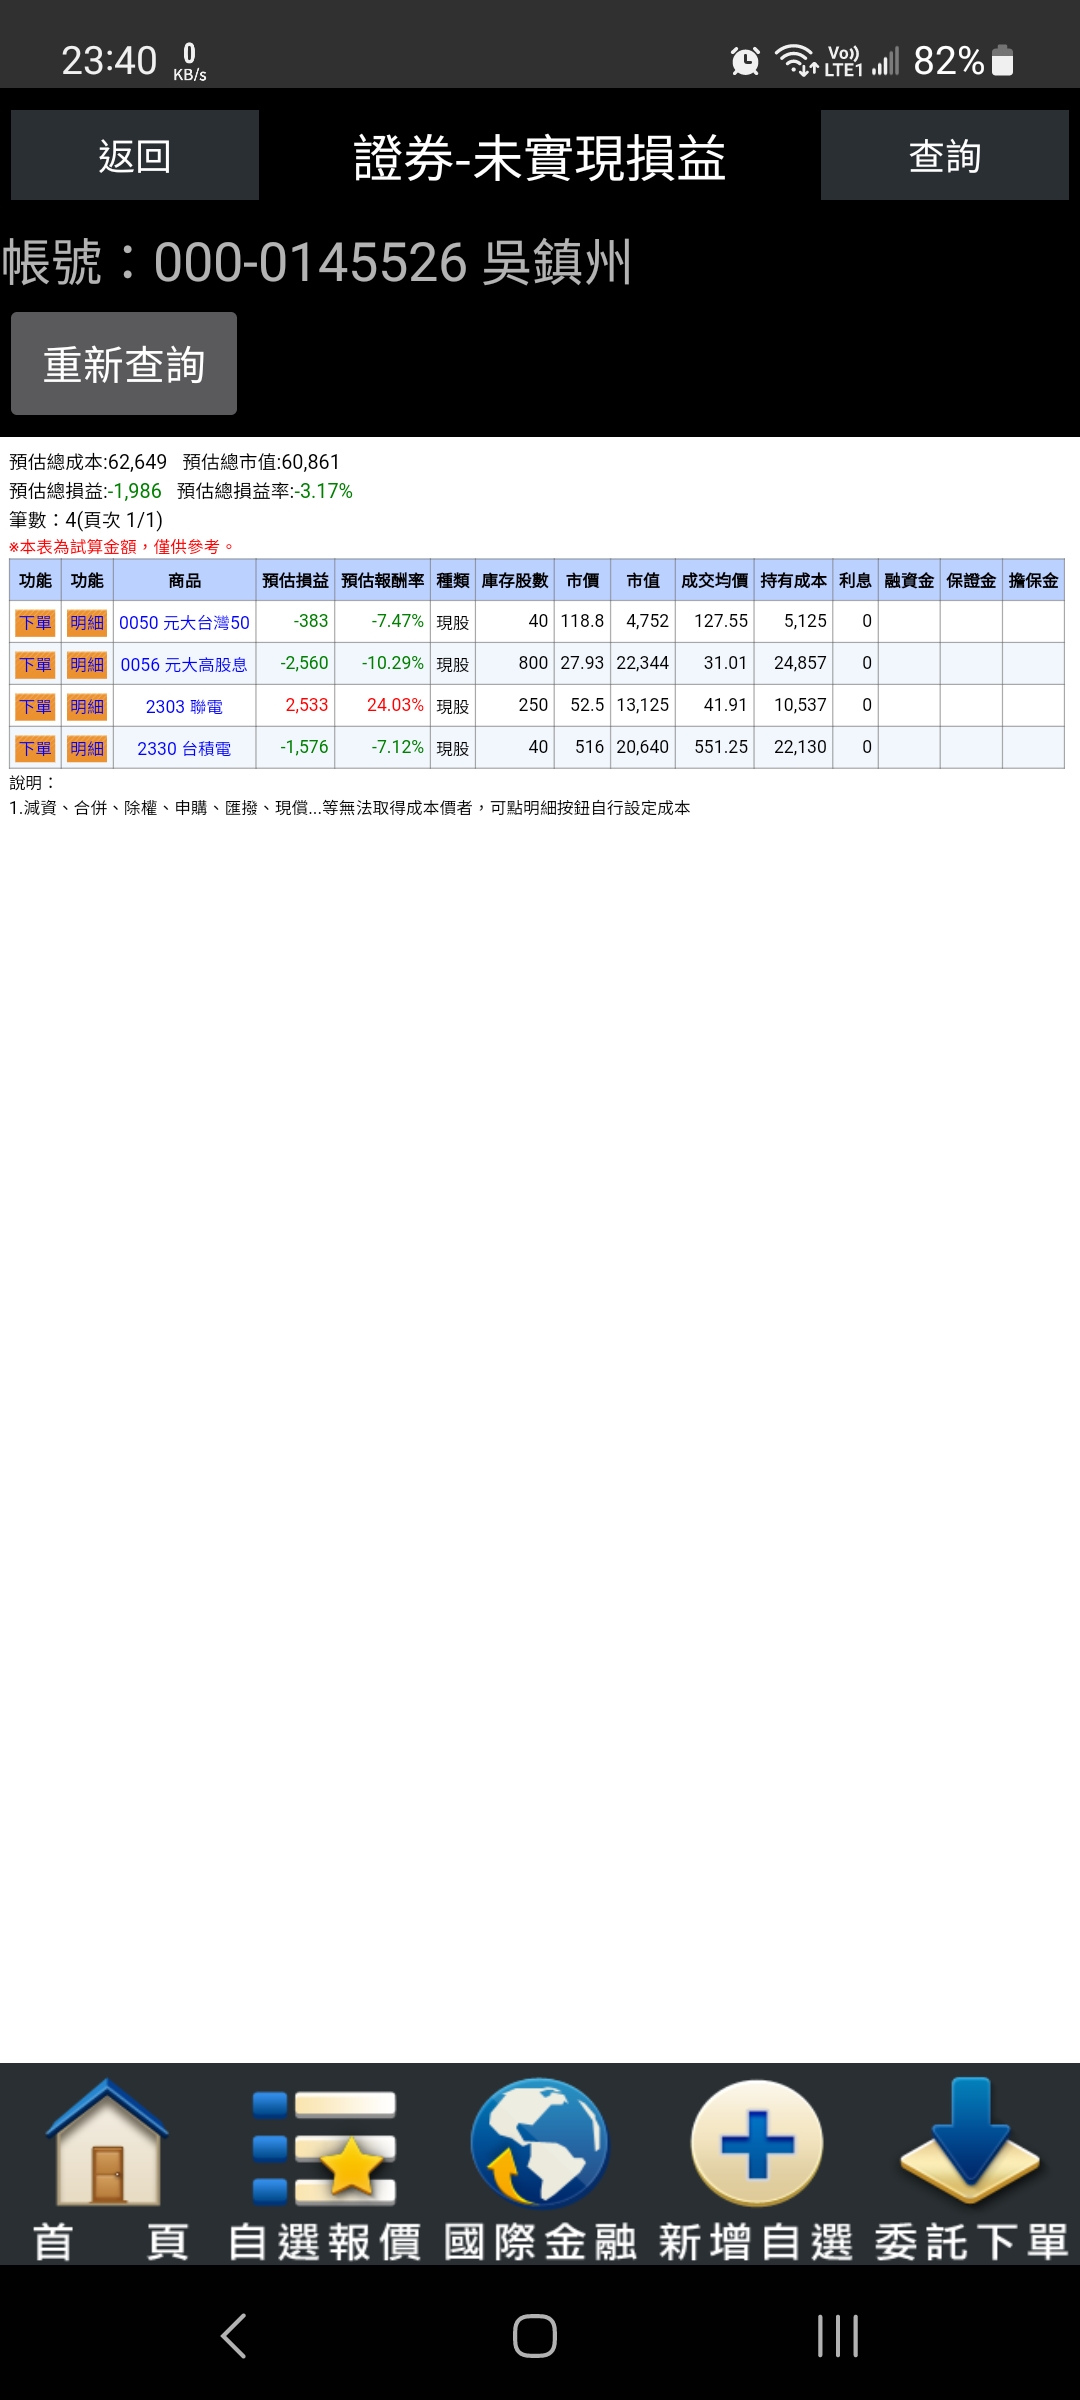 23:40 0 KB/s Vo)) LTE1 82%
返回 證券-未實現損益 查詢
帳號：000-0145526 吳鎮州
重新查詢
預估總成本:62,649 預估總市值:60,861
預估總損益:-1,986 預估總損益率:-3.17%
筆數：4(頁次 1/1)
※本表為試算金額，僅供參考。
功能 功能 商品 預估損益 預估報酬率 種類 庫存股數 市價 市值 成交均價 持有成本 利息 融資金 保證金 擔保金
下單 明細 0050 元大台灣50 -383 -7.47% 現股 40 118.8 4,752 127.55 5,125 0
下單 明細 0056 元大高股息 -2,560 -10.29% 現股 800 27.93 22,344 31.01 24,857 0
下單 明細 2303 聯電 2,533 24.03% 現股 250 52.5 13,125 41.91 10,537 0
下單 明細 2330 台積電 -1,576 -7.12% 現股 40 516 20,640 551.25 22,130 0
說明：
1.減資、合併、除權、申購、匯撥、現償...等無法取得成本價者，可點明細按鈕自行設定成本
首頁 自選報價 國際金融 新增自選 委託下單